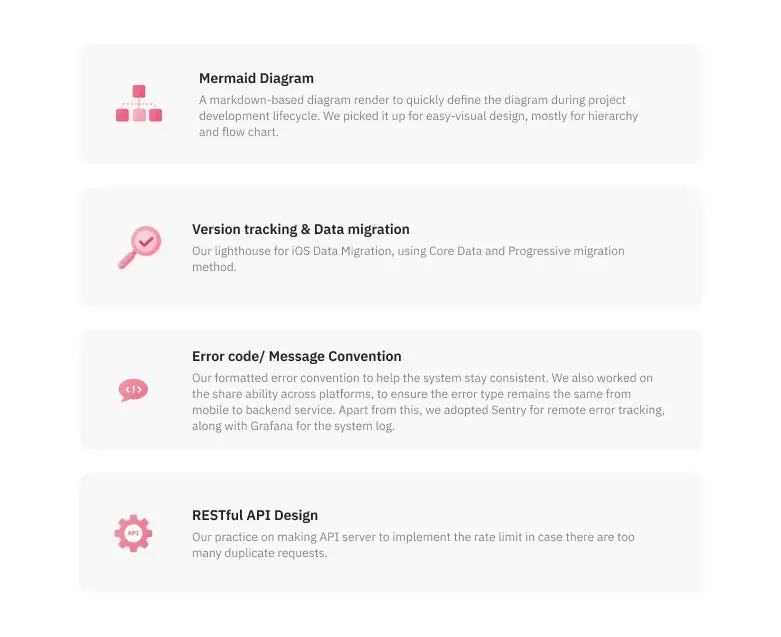 Mermaid Diagram
A markdown-based diagram render to quickly define the diagram during project
development lifecycle. We picked it up for easy-visual design, mostly for hierarchy
and flow chart.
Version tracking & Data migration
Our lighthouse for iOS Data Migration, using Core Data and Progressive migration
method.
Error code/ Message Convention
Our formatted error convention to help the system stay consistent. We also worked on
the share ability across platforms, to ensure the error type remains the same from
mobile to backend service. Apart from this, we adopted Sentry for remote error tracking,
along with Grafana for the system log.
API
RESTful API Design
Our practice on making API server to implement the rate limit in case there are too
many duplicate requests.